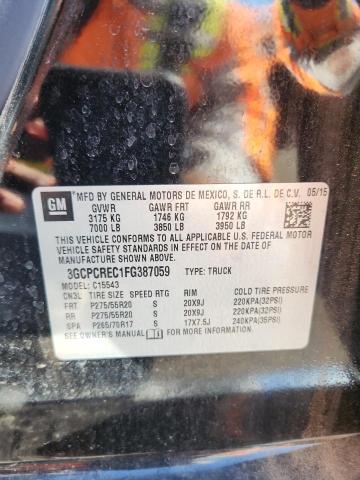 GM
MFD BY GENERAL MOTORS DE MEXICO, S. DE R.L. DE C.V. 05/15
GVWR GAWR FRT GAWR RR
3175 KG 1746 KG 1792 KG
7000 LB 3850 LB 3950 LB
THIS VEHICLE CONFORMS TO ALL APPLICABLE U.S. FEDERAL MOTOR
VEHICLE SAFETY STANDARDS IN EFFECT ON THE DATE OF
MANUFACTURE SHOWN ABOVE.
3GCPCREC1FG387059 TYPE: TRUCK
MODEL: C15543
CN3L TIRE SIZE SPEED RTG RIM COLD TIRE PRESSURE
FRT P275/55R20 S 20X9J 220KPA(32PSI)
RR P275/55R20 S 20X9J 220KPA(32PSI)
SPA P265/70R17 S 17X7.5J 240KPA(35PSI)
SEE OWNER'S MANUAL FOR ADDITIONAL INFORMATION.